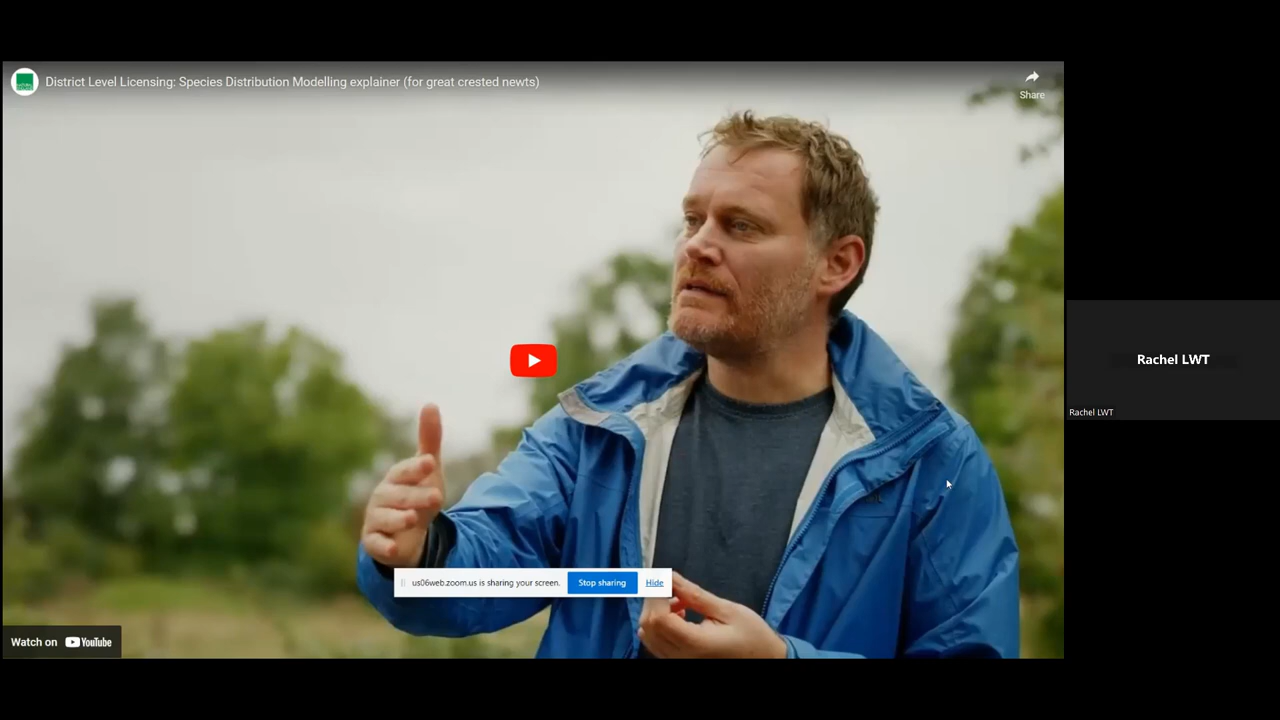 District Level Licensing: Species Distribution Modelling explainer (for great crested newts)
Share
Rachel LWT
Rachel LWT
us06web.zoom.us is sharing your screen.
Stop sharing
Hide
Watch on YouTube